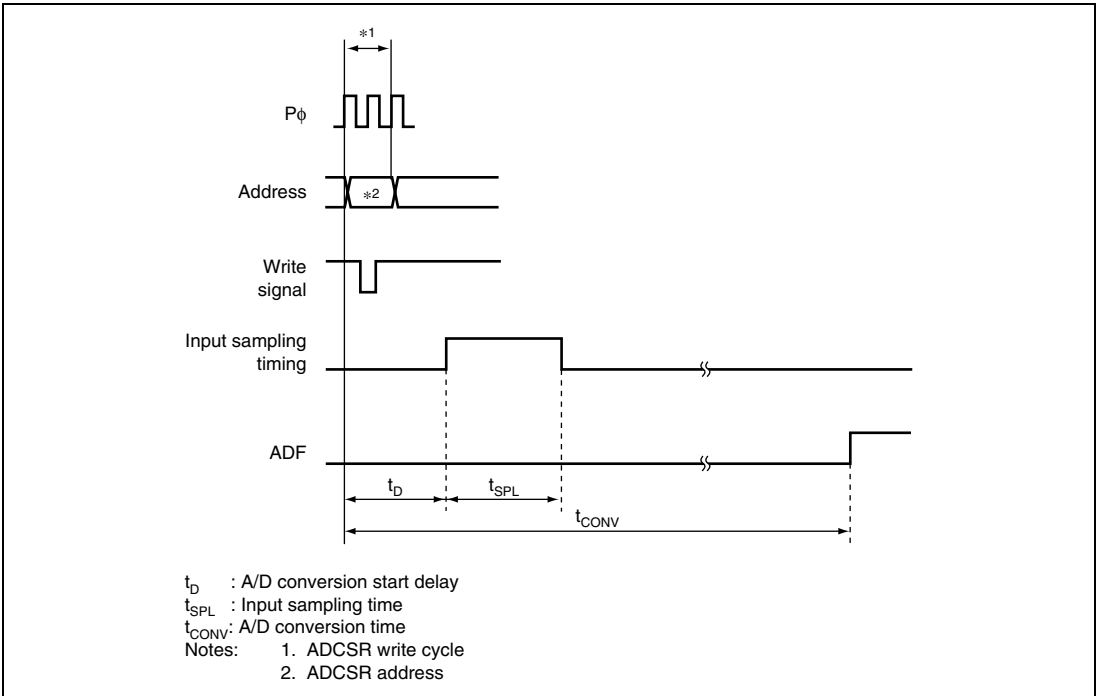 *1
Pϕ
Address
*2
Write
signal
Input sampling
timing
ADF
tD
tSPL
tCONV
tD : A/D conversion start delay
tSPL : Input sampling time
tCONV: A/D conversion time
Notes: 1. ADCSR write cycle
2. ADCSR address